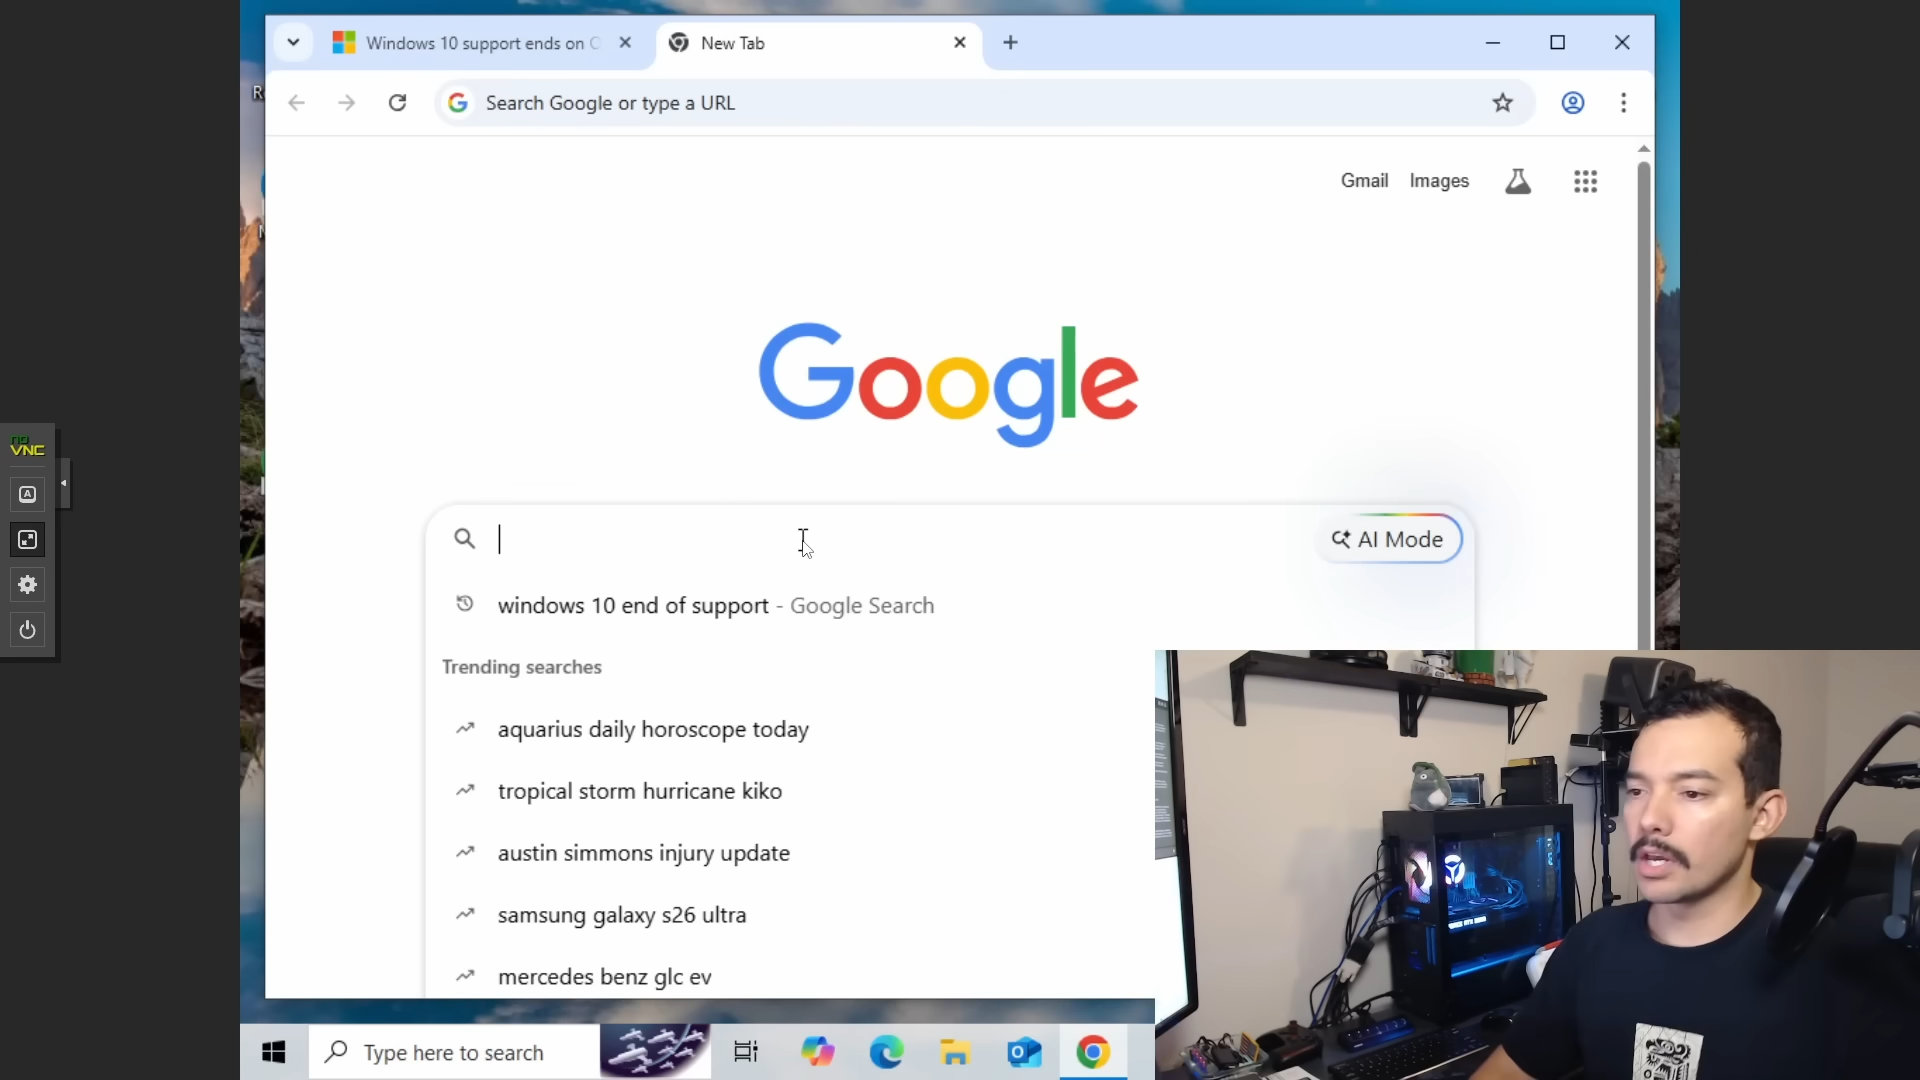 Windows 10 support ends on O
New Tab
Search Google or type a URL
Gmail
Images
Google
AI Mode
windows 10 end of support - Google Search
Trending searches
aquarius daily horoscope today
tropical storm hurricane kiko
austin simmons injury update
samsung galaxy s26 ultra
mercedes benz glc ev
no
VNC
A
Type here to search